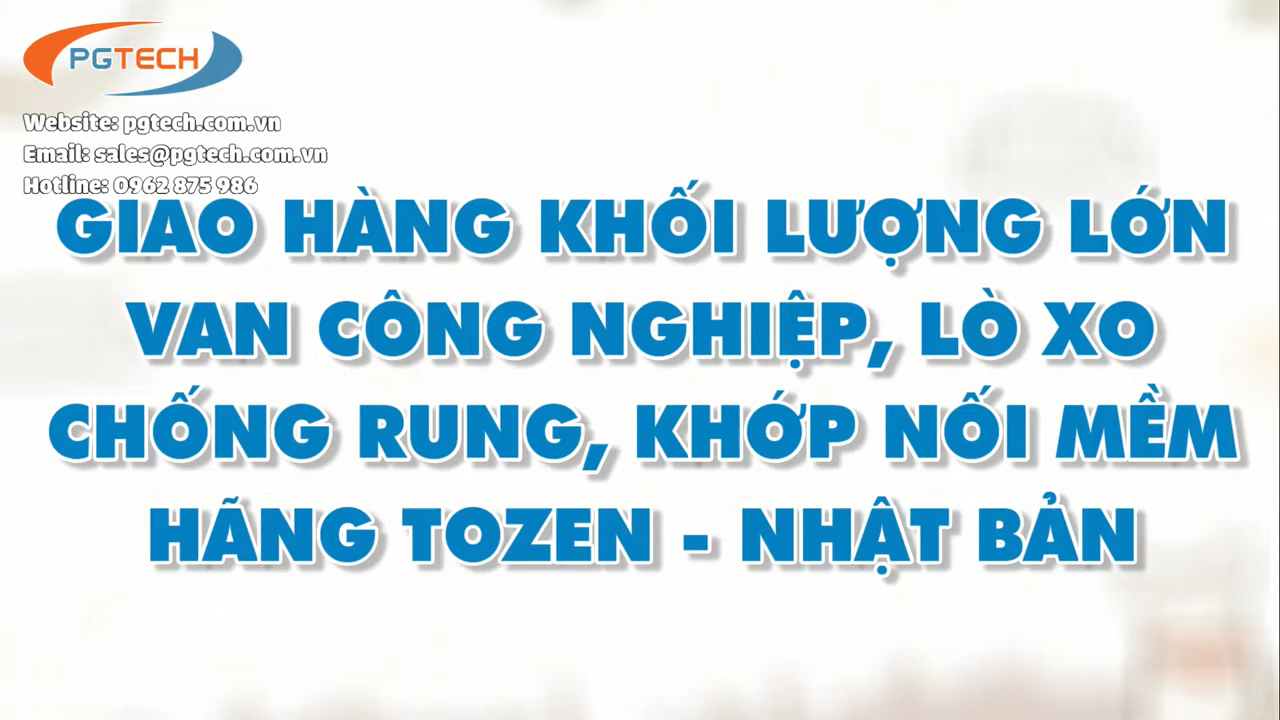 PGTECH
Website: pgtech.com.vn
Email: sales@pgtech.com.vn
Hotline: 0962 875 986
GIAO HÀNG KHỐI LƯỢNG LỚN
VAN CÔNG NGHIỆP, LÒ XO
CHỐNG RUNG, KHỚP NỐI MỀM
HÃNG TOZEN - NHẬT BẢN